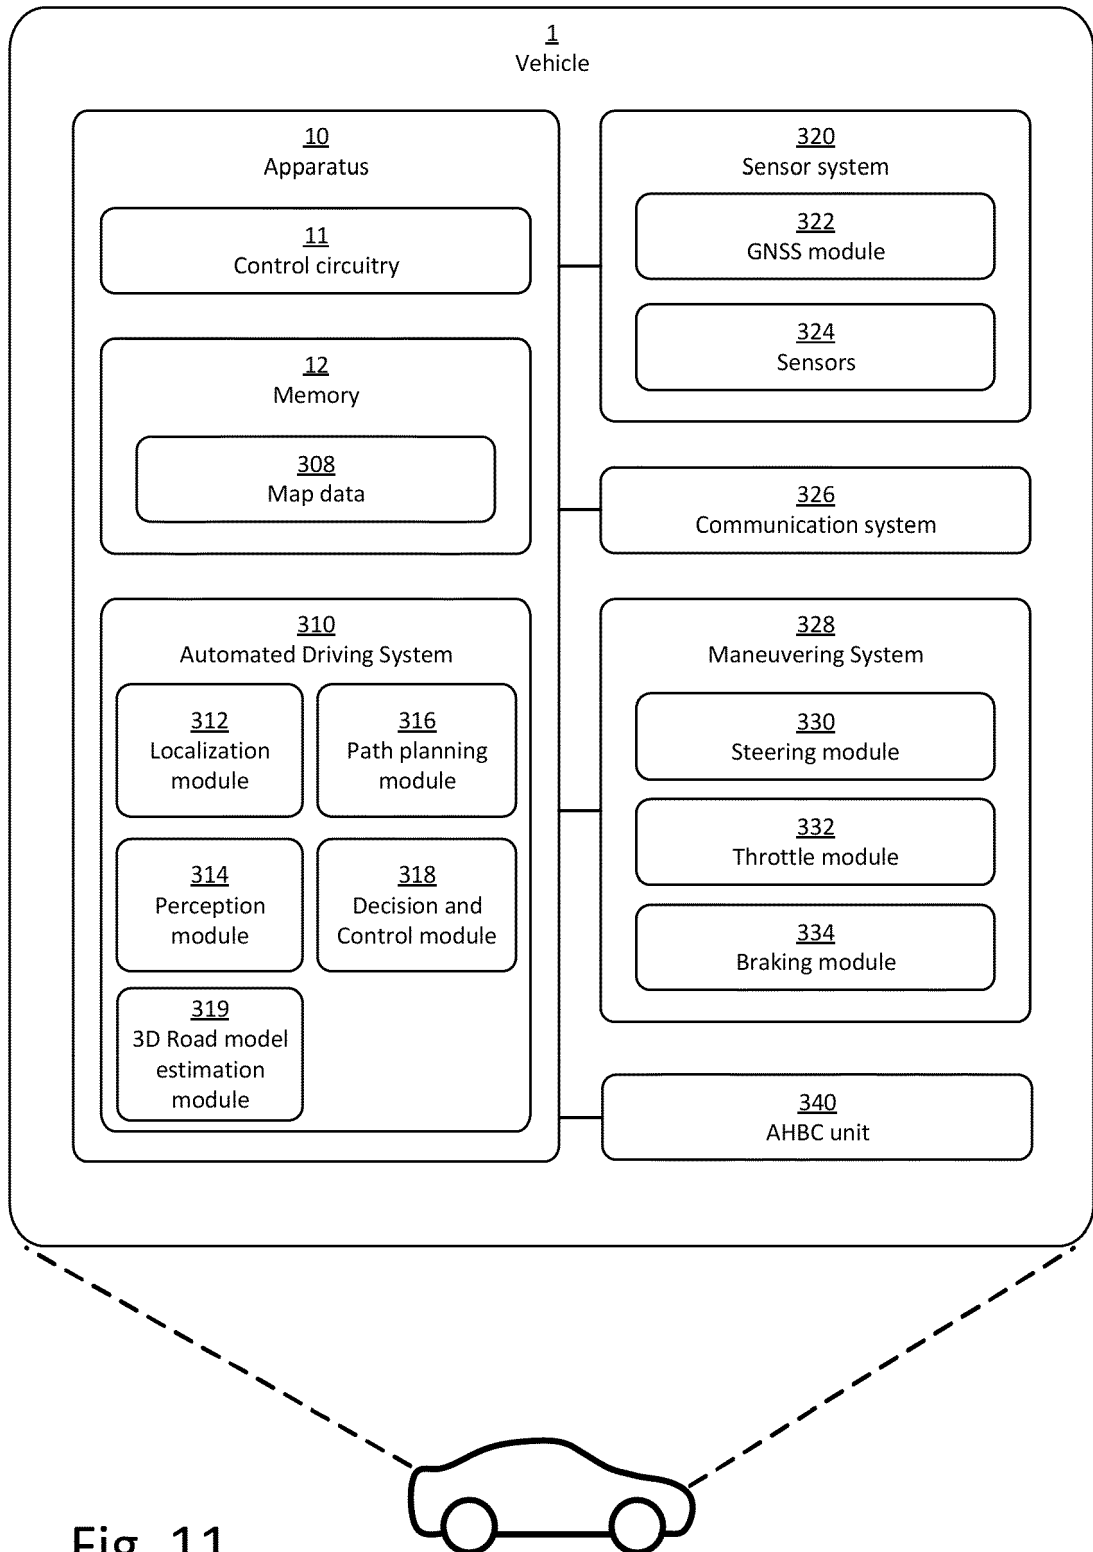 1
Vehicle
10
Apparatus
11
Control circuitry
12
Memory
308
Map data
310
Automated Driving System
312
Localization
module
316
Path planning
module
314
Perception
module
318
Decision and
Control module
319
3D Road model
estimation
module
320
Sensor system
322
GNSS module
324
Sensors
326
Communication system
328
Maneuvering System
330
Steering module
332
Throttle module
334
Braking module
340
AHBC unit
Fig. 11